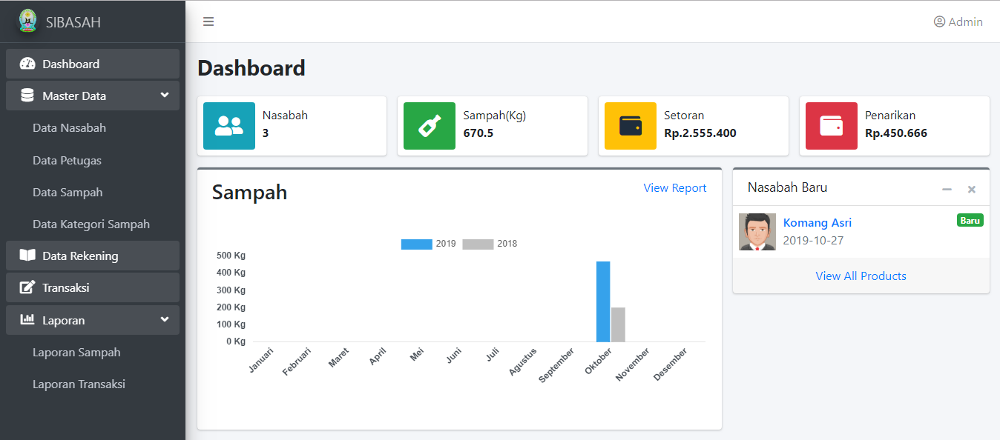 SIBASAH
Admin
Dashboard
Master Data
Data Nasabah
Data Petugas
Data Sampah
Data Kategori Sampah
Data Rekening
Transaksi
Laporan
Laporan Sampah
Laporan Transaksi
Dashboard
Nasabah
3
Sampah(Kg)
670.5
Setoran
Rp.2.555.400
Penarikan
Rp.450.666
Sampah
View Report
2019 2018
500 Kg
400 Kg
300 Kg
200 Kg
100 Kg
0 Kg
Januari
Februari
Maret
April
Mei
Juni
Juli
Agustus
September
Oktober
November
Desember
Nasabah Baru
Komang Asri
Baru
2019-10-27
View All Products